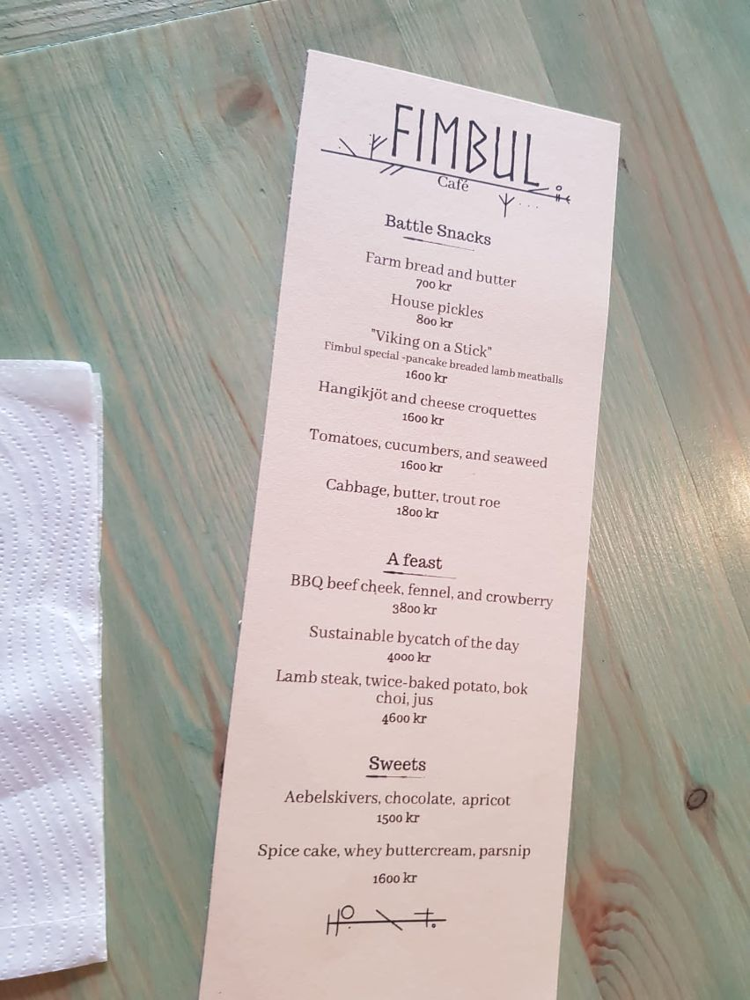 FIMBUL
Café
Battle Snacks
Farm bread and butter
700 kr
House pickles
800 kr
"Viking on a Stick"
Fimbul special -pancake breaded lamb meatballs
1600 kr
Hangikjöt and cheese croquettes
1600 kr
Tomatoes, cucumbers, and seaweed
1600 kr
Cabbage, butter, trout roe
1800 kr
A feast
BBQ beef cheek, fennel, and crowberry
3800 kr
Sustainable bycatch of the day
4000 kr
Lamb steak, twice-baked potato, bok
choi, jus
4600 kr
Sweets
Aebelskivers, chocolate, apricot
1500 kr
Spice cake, whey buttercream, parsnip
1600 kr